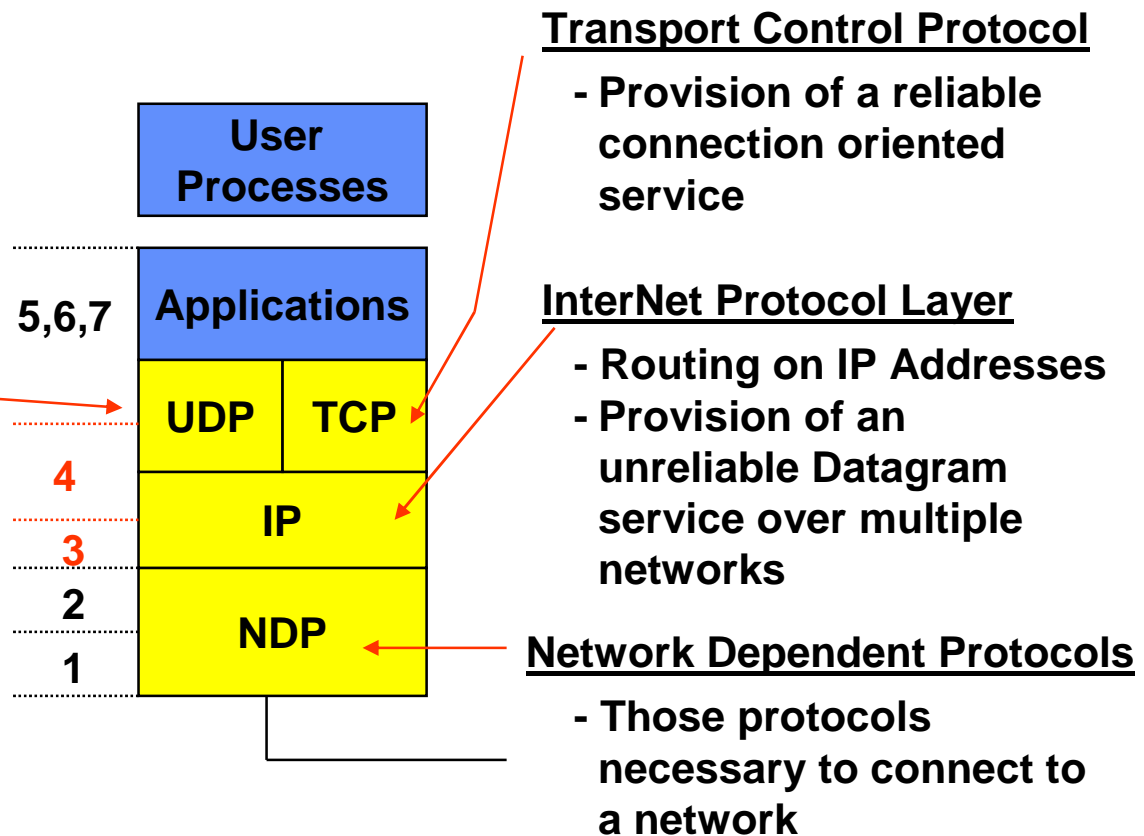 Transport Control Protocol
- Provision of a reliable
connection oriented
service
User
Processes
5,6,7
Applications
InterNet Protocol Layer
- Routing on IP Addresses
- Provision of an
unreliable Datagram
service over multiple
networks
UDP
TCP
4
IP
3
2
NDP
1
Network Dependent Protocols
- Those protocols
necessary to connect to
a network